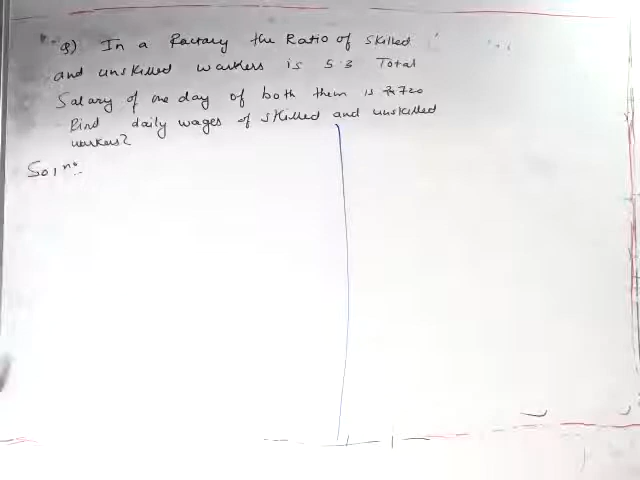 Q) In a Factory the Ratio of Skilled
and unskilled workers is 5:3 Total
Salary of one day of both them is ₹720
Find daily wages of skilled and unskilled
workers?
Soln: